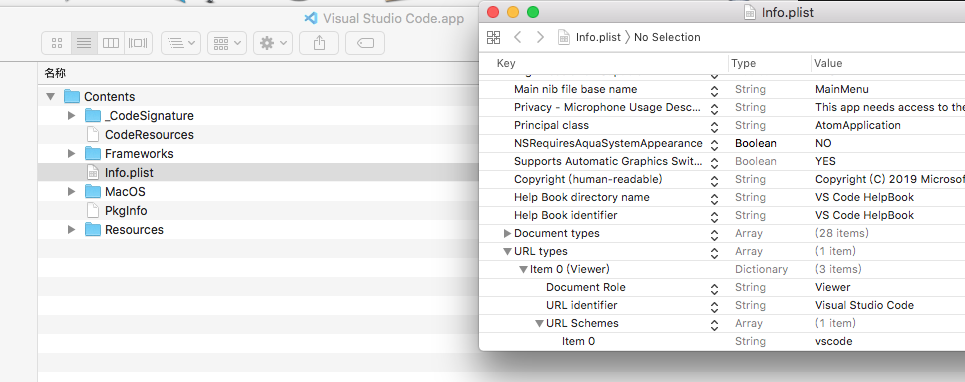 Visual Studio Code.app
名称
Contents
_CodeSignature
CodeResources
Frameworks
Info.plist
MacOS
PkgInfo
Resources
Info.plist
Info.plist 〉No Selection
Key Type Value
Main nib file base name String MainMenu
Privacy - Microphone Usage Desc... String This app needs access to the
Principal class String AtomApplication
NSRequiresAquaSystemAppearance Boolean NO
Supports Automatic Graphics Swit... Boolean YES
Copyright (human-readable) String Copyright (C) 2019 Microsof
Help Book directory name String VS Code HelpBook
Help Book identifier String VS Code HelpBook
Document types Array (28 items)
URL types Array (1 item)
Item 0 (Viewer) Dictionary (3 items)
Document Role String Viewer
URL identifier String Visual Studio Code
URL Schemes Array (1 item)
Item 0 String vscode